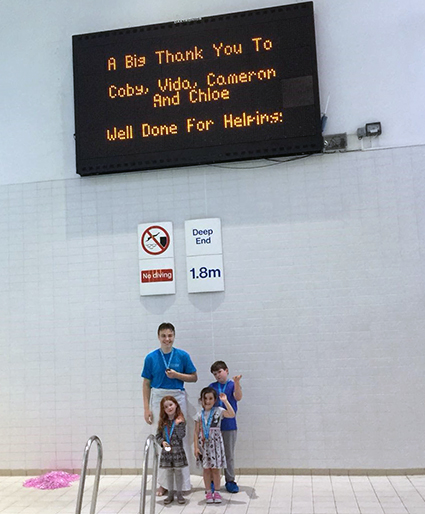 A Big Thank You To
Coby, Vida, Cameron
And Chloe
Well Done For Helping!
No diving
Deep
End
1.8m